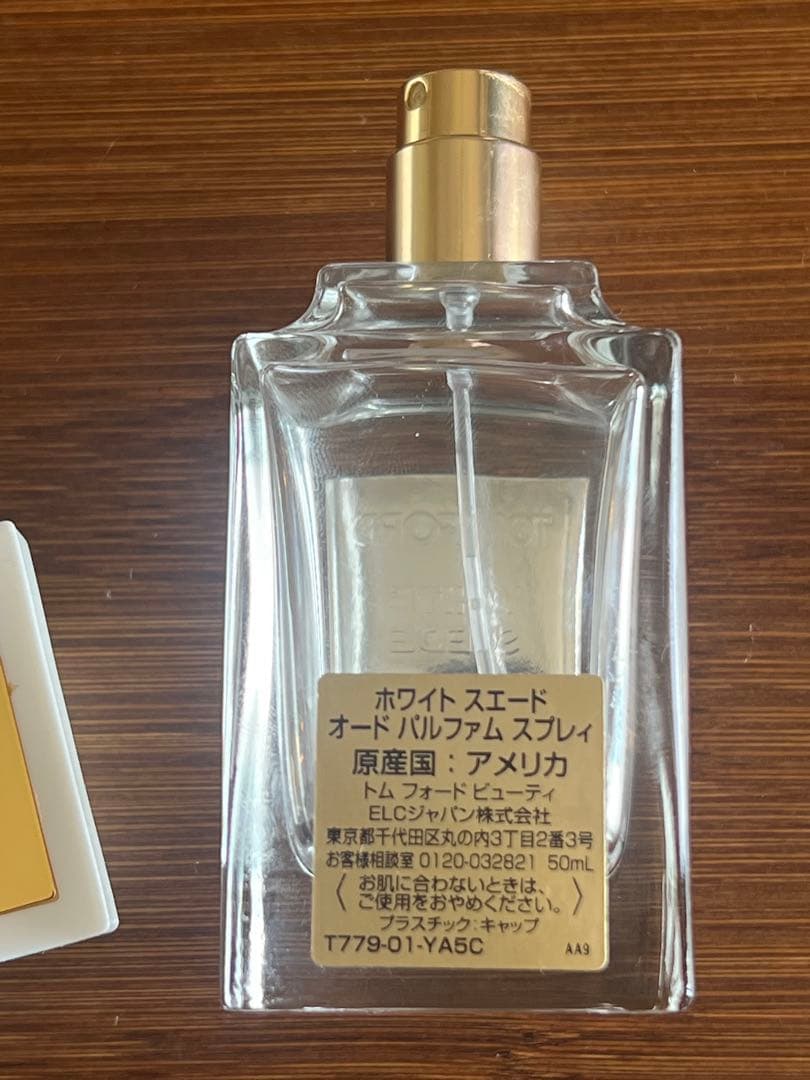 ホワイト スエード
オード パルファム スプレィ
原産国：アメリカ
トム フォード ビューティ
ELCジャパン株式会社
東京都千代田区丸の内3丁目2番3号
お客様相談室 0120-032821 50mL
〈 お肌に合わないときは、
ご使用をおやめください。 〉
プラスチック：キャップ
T779-01-YA5C AA9